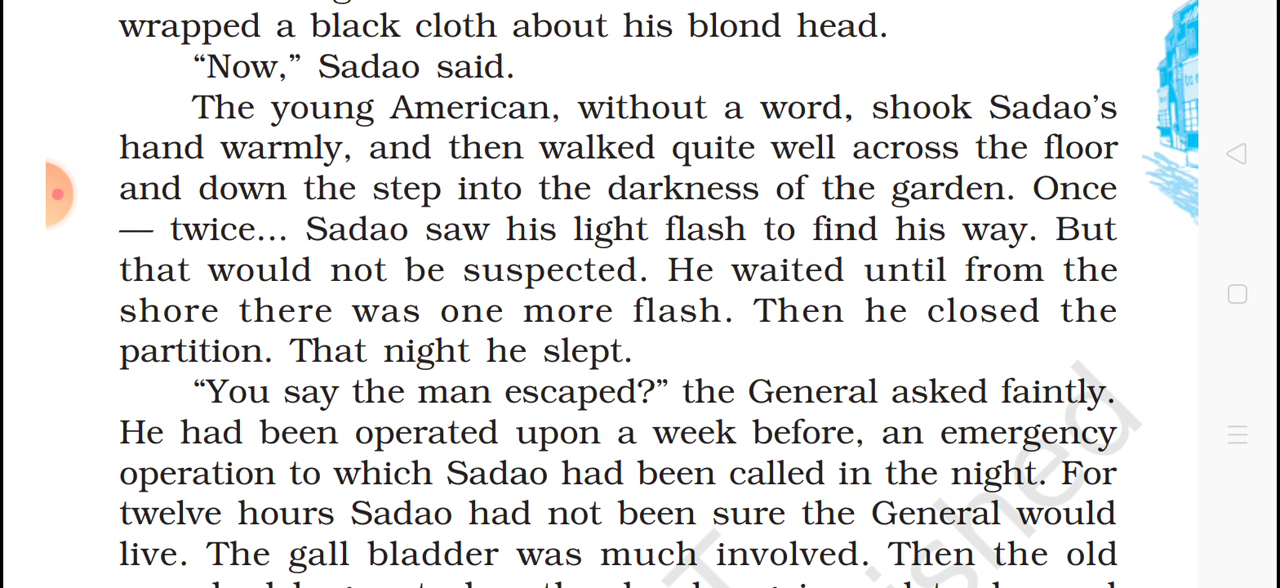 wrapped a black cloth about his blond head.
“Now,” Sadao said.
The young American, without a word, shook Sadao’s
hand warmly, and then walked quite well across the floor
and down the step into the darkness of the garden. Once
— twice... Sadao saw his light flash to find his way. But
that would not be suspected. He waited until from the
shore there was one more flash. Then he closed the
partition. That night he slept.
“You say the man escaped?” the General asked faintly.
He had been operated upon a week before, an emergency
operation to which Sadao had been called in the night. For
twelve hours Sadao had not been sure the General would
live. The gall bladder was much involved. Then the old